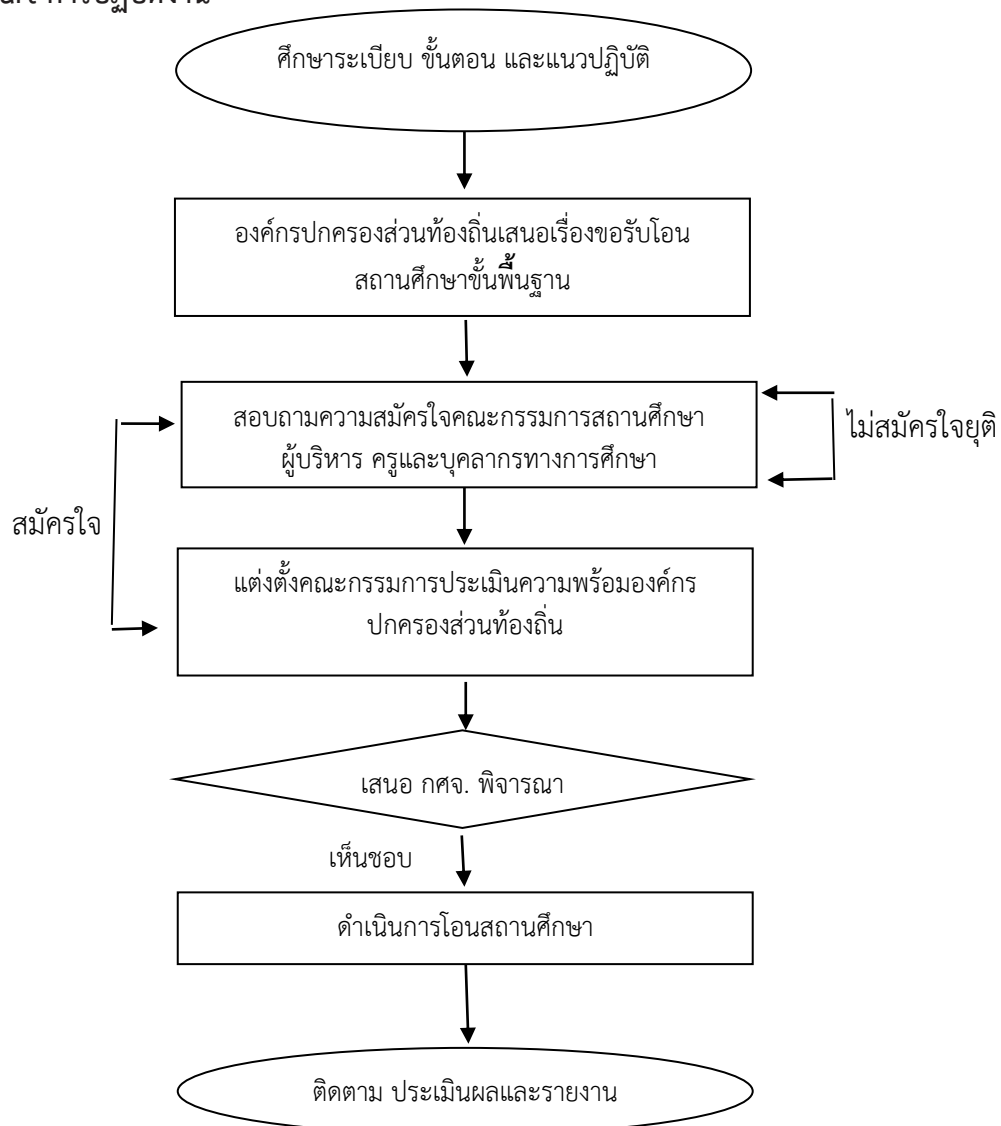 ศึกษาระเบียบ ขั้นตอน และแนวปฏิบัติ
องค์กรปกครองส่วนท้องถิ่นเสนอเรื่องขอรับโอน
สถานศึกษาขั้นพื้นฐาน
สอบถามความสมัครใจคณะกรรมการสถานศึกษา
ผู้บริหาร ครูและบุคลากรทางการศึกษา
ไม่สมัครใจยุติ
สมัครใจ
แต่งตั้งคณะกรรมการประเมินความพร้อมองค์กร
ปกครองส่วนท้องถิ่น
เสนอ กศจ. พิจารณา
เห็นชอบ
ดำเนินการโอนสถานศึกษา
ติดตาม ประเมินผลและรายงาน